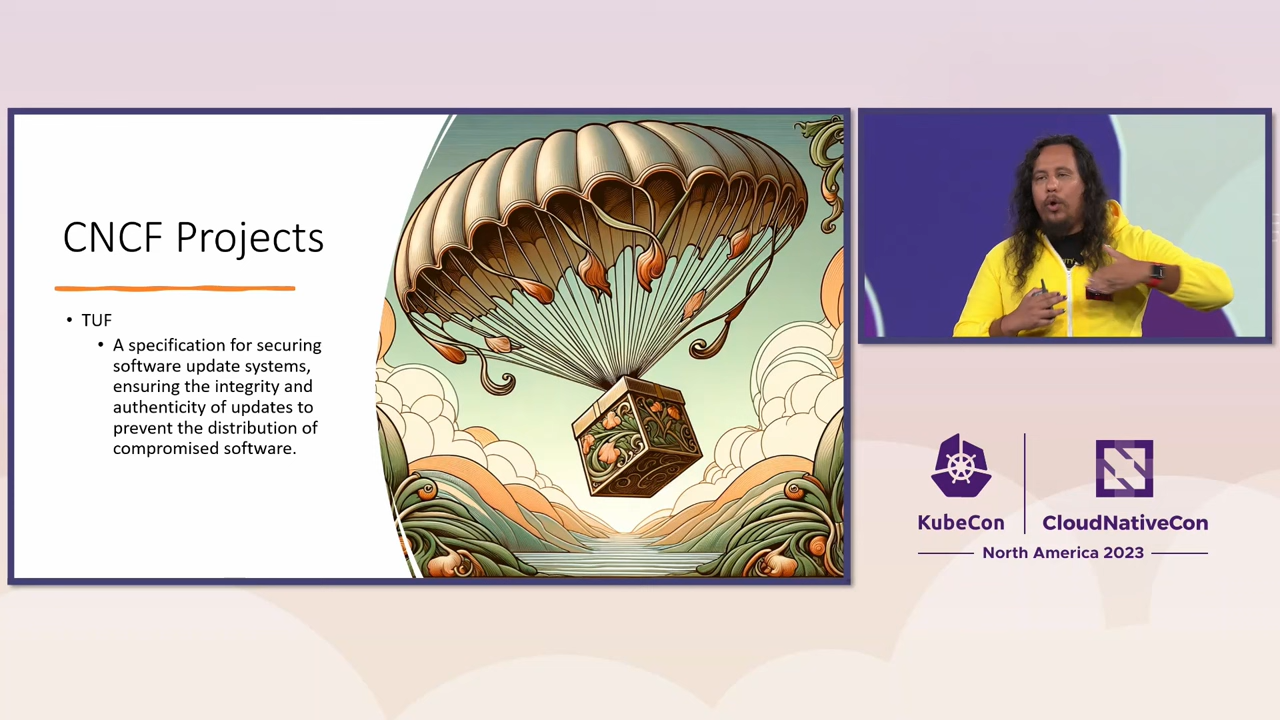 CNCF Projects
• TUF
• A specification for securing
software update systems,
ensuring the integrity and
authenticity of updates to
prevent the distribution of
compromised software.
KubeCon
CloudNativeCon
North America 2023